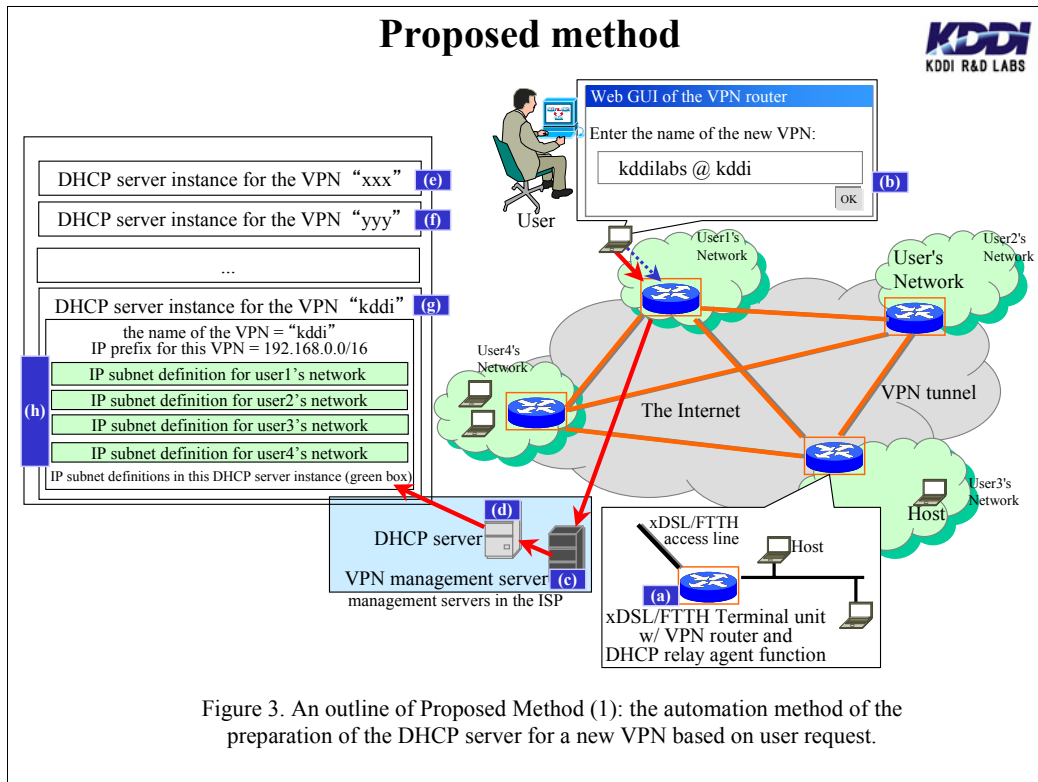 Proposed method
KDDI
KDDI R&D LABS
Web GUI of the VPN router
Enter the name of the new VPN:
kddilabs @ kddi
OK
(b)
User
DHCP server instance for the VPN “xxx”
(e)
DHCP server instance for the VPN “yyy”
(f)
...
DHCP server instance for the VPN “kddi”
(g)
the name of the VPN = “kddi”
IP prefix for this VPN = 192.168.0.0/16
IP subnet definition for user1’s network
IP subnet definition for user2’s network
(h)
IP subnet definition for user3’s network
IP subnet definition for user4’s network
IP subnet definitions in this DHCP server instance (green box)
User1's
Network
User2's
Network
User's
Network
User4's
Network
The Internet
VPN tunnel
User3's
Network
Host
(d)
DHCP server
VPN management server
(c)
management servers in the ISP
xDSL/FTTH
access line
Host
(a)
xDSL/FTTH Terminal unit
w/ VPN router and
DHCP relay agent function
Figure 3. An outline of Proposed Method (1): the automation method of the
preparation of the DHCP server for a new VPN based on user request.